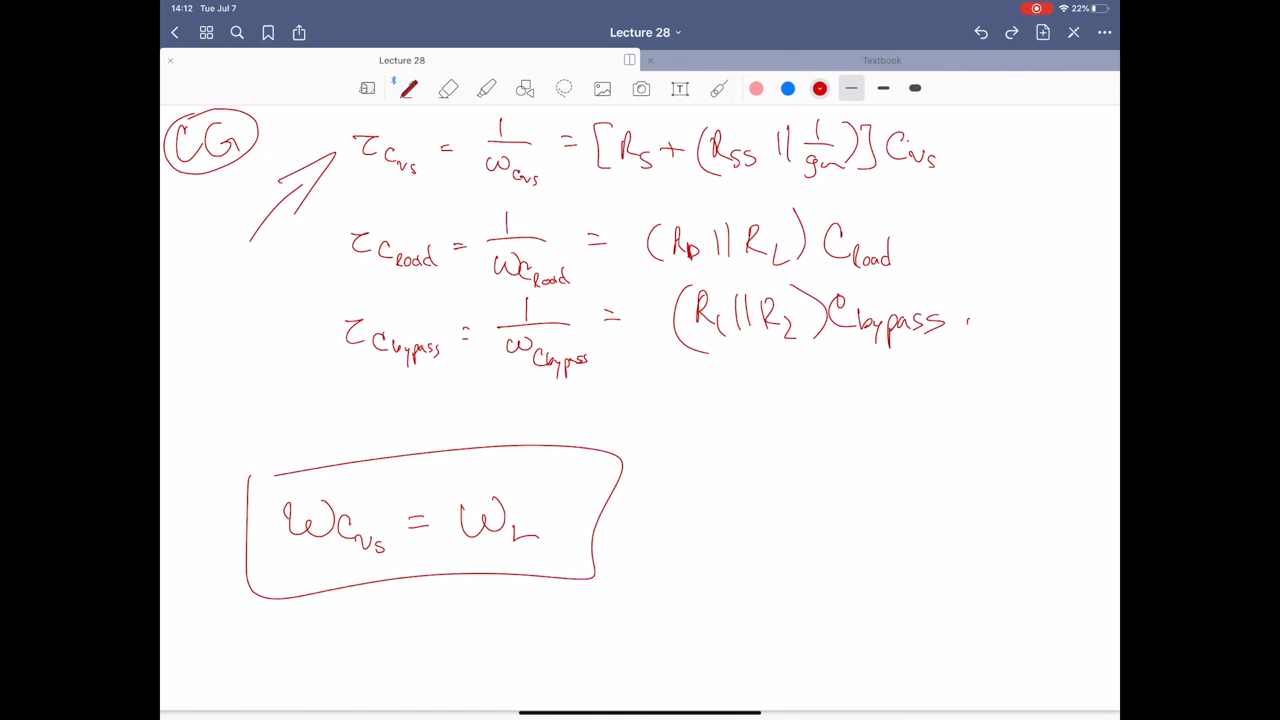 14:12 Tue Jul 7
22%
Lecture 28
Lecture 28
Textbook
CG
τ_{C_{vs}} = 1/ω_{C_{vs}} = [R_S + (R_{SS} || 1/g_m)] C_{vs}
τ_{C_{Load}} = 1/ω_{C_{Load}} = (R_D || R_L) C_{Load}
τ_{C_{bypass}} = 1/ω_{C_{bypass}} = (R_1 || R_2) C_{bypass}.
ω_{C_{vs}} = ω_L